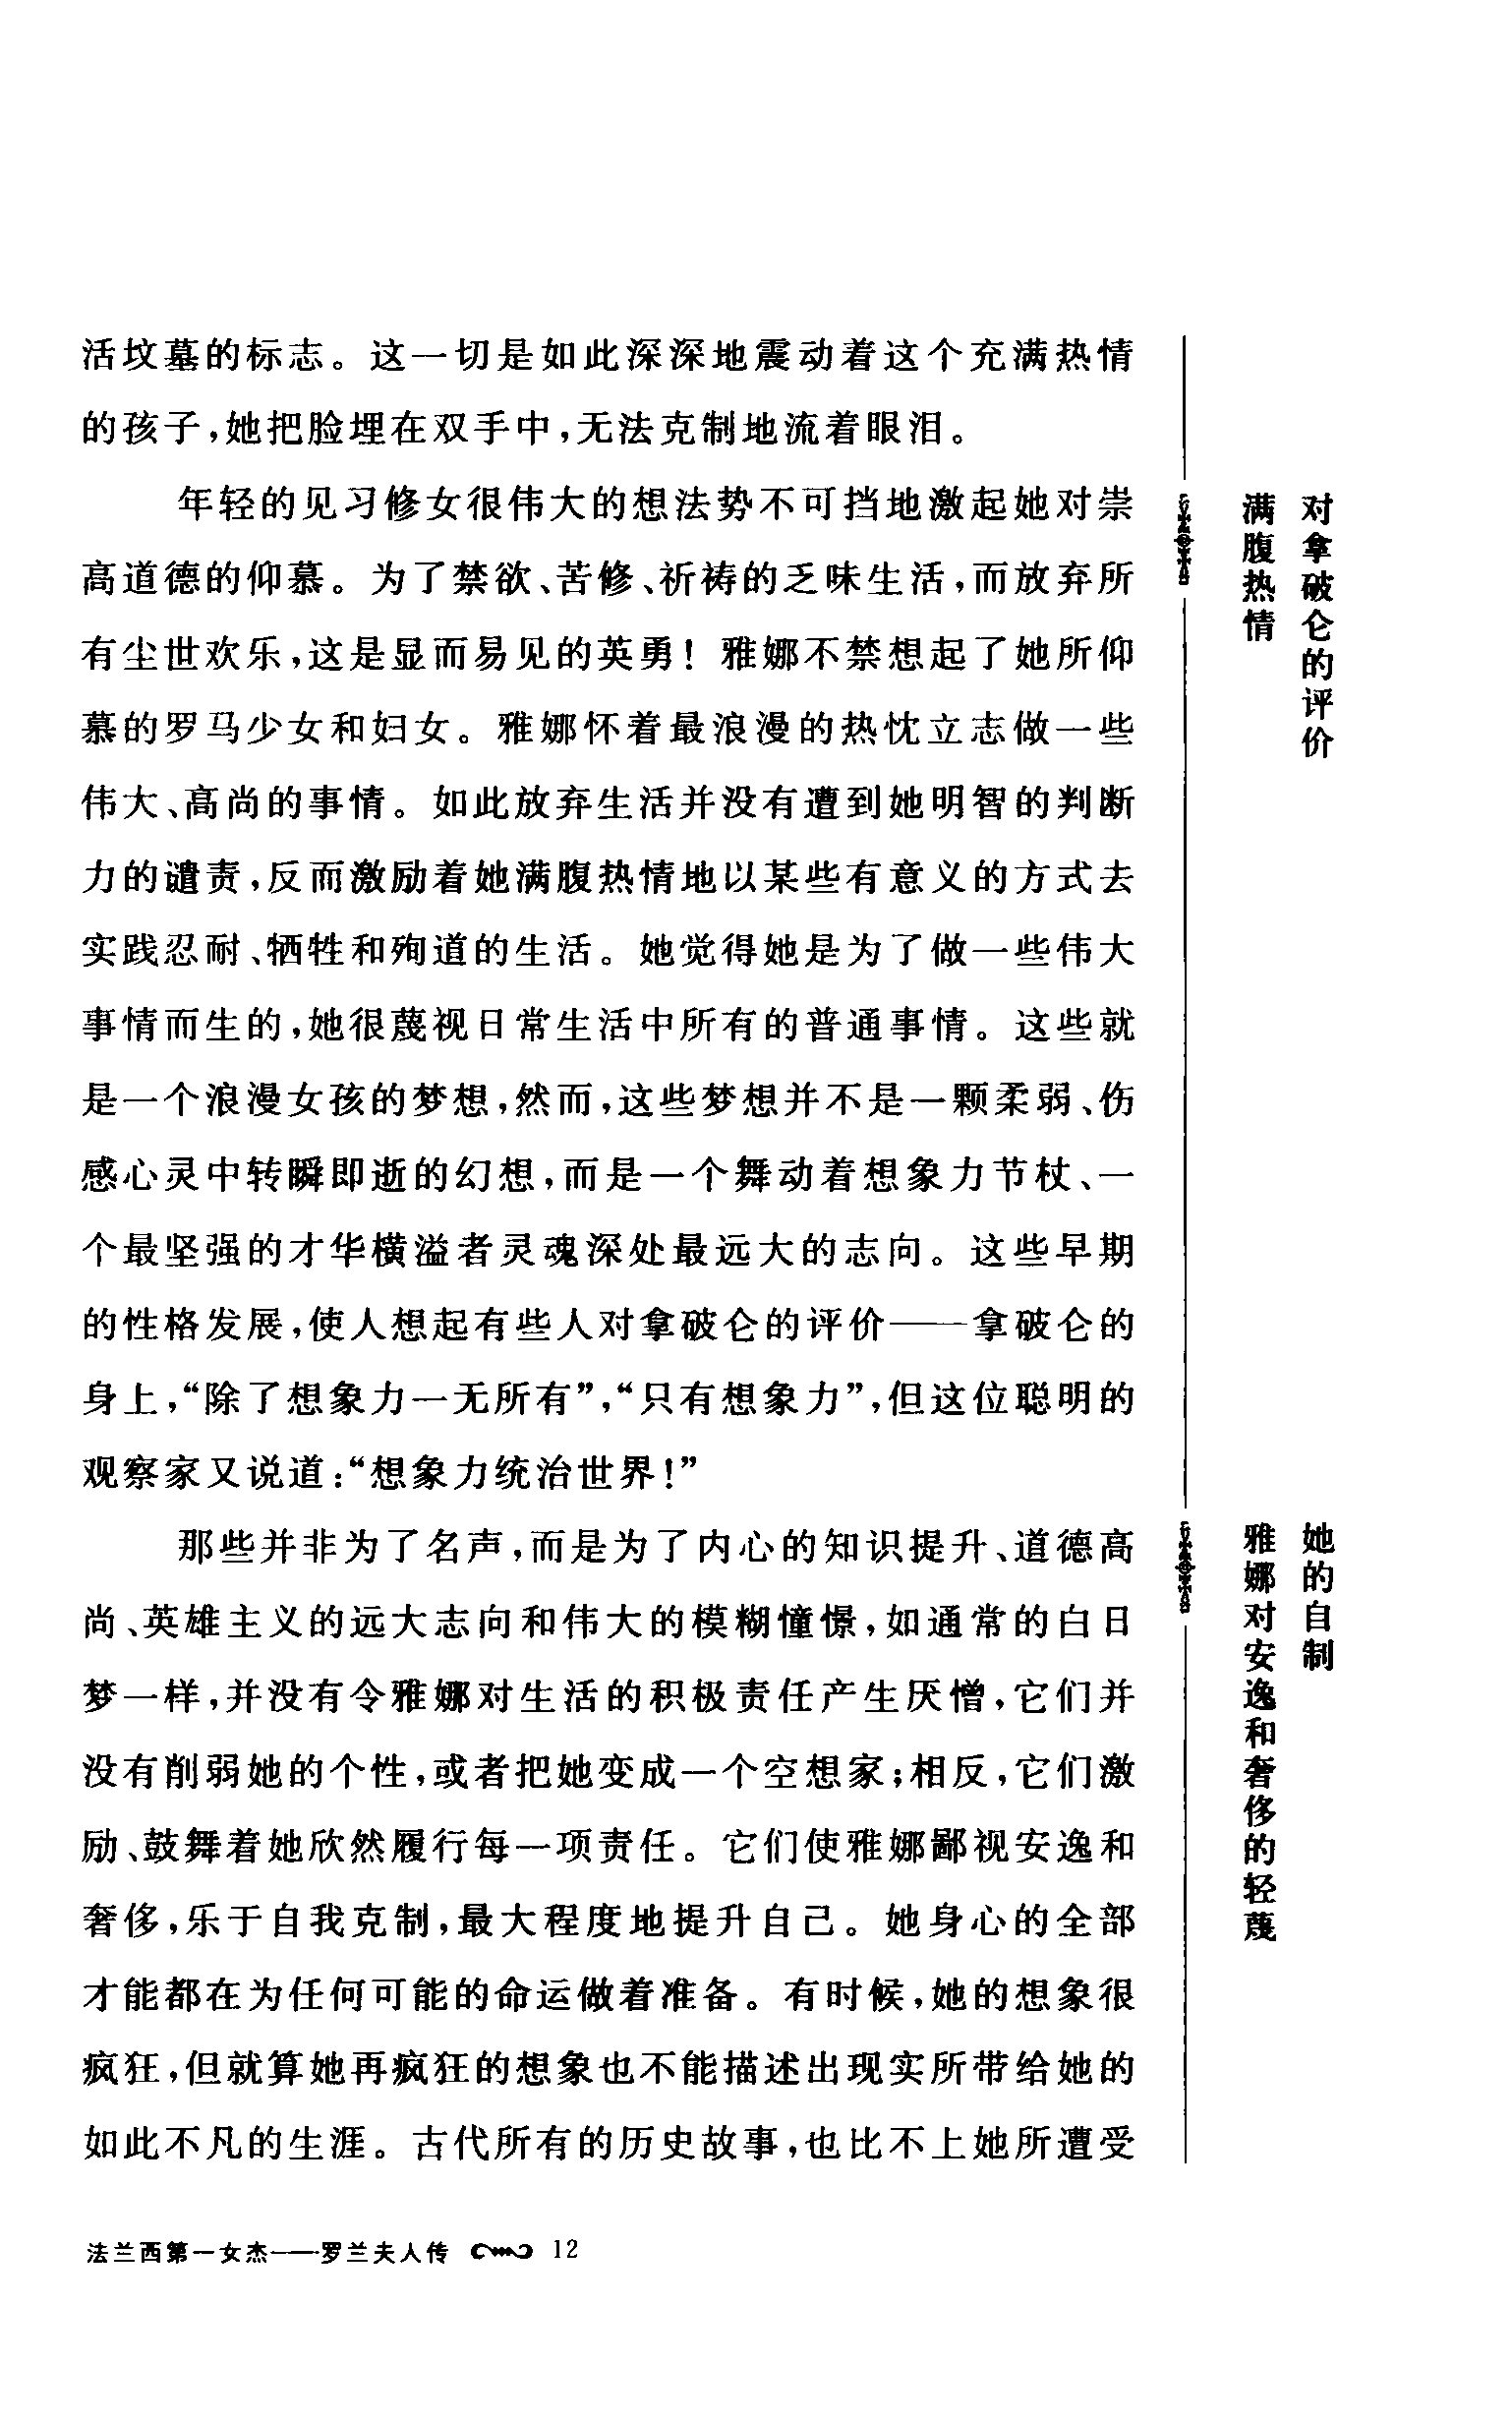 活坟墓的标志。这一切是如此深深地震动着这个充满热情
的孩子，她把脸埋在双手中，无法克制地流着眼泪。
年轻的见习修女很伟大的想法势不可挡地激起她对崇
高道德的仰慕。为了禁欲、苦修、祈祷的乏味生活，而放弃所
有尘世欢乐，这是显而易见的英勇！雅娜不禁想起了她所仰
慕的罗马少女和妇女。雅娜怀着最浪漫的热忱立志做一些
伟大、高尚的事情。如此放弃生活并没有遭到她明智的判断
力的谴责，反而激励着她满腹热情地以某些有意义的方式去
实践忍耐、牺牲和殉道的生活。她觉得她是为了做一些伟大
事情而生的，她很蔑视日常生活中所有的普通事情。这些就
是一个浪漫女孩的梦想，然而，这些梦想并不是一颗柔弱、伤
感心灵中转瞬即逝的幻想，而是一个舞动着想象力节杖、一
个最坚强的才华横溢者灵魂深处最远大的志向。这些早期
的性格发展，使人想起有些人对拿破仑的评价——拿破仑的
身上，“除了想象力一无所有”，“只有想象力”，但这位聪明的
观察家又说道：“想象力统治世界！”
那些并非为了名声，而是为了内心的知识提升、道德高
尚、英雄主义的远大志向和伟大的模糊憧憬，如通常的白日
梦一样，并没有令雅娜对生活的积极责任产生厌憎，它们并
没有削弱她的个性，或者把她变成一个空想家；相反，它们激
励、鼓舞着她欣然履行每一项责任。它们使雅娜鄙视安逸和
奢侈，乐于自我克制，最大程度地提升自己。她身心的全部
才能都在为任何可能的命运做着准备。有时候，她的想象很
疯狂，但就算她再疯狂的想象也不能描述出现实所带给她的
如此不凡的生涯。古代所有的历史故事，也比不上她所遭受
对拿破仑的评价
满腹热情
她的自制
雅娜对安逸和奢侈的轻蔑
法兰西第一女杰——罗兰夫人传 12